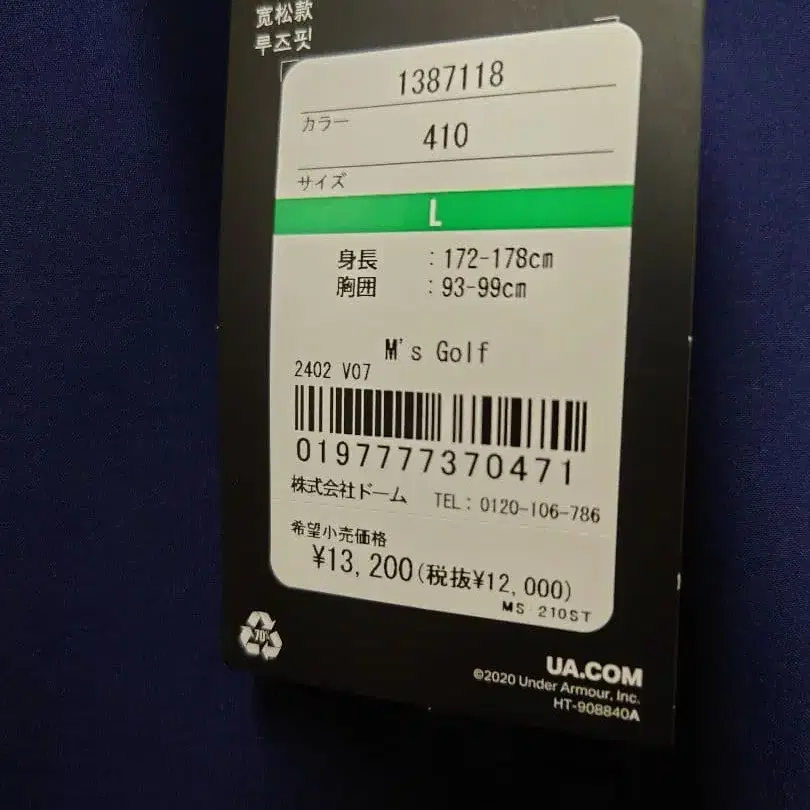 宽松款
루즈핏
1387118
カラー
410
サイズ
L
身長 : 172-178cm
胸囲 : 93-99cm
M's Golf
2402 V07
0197777370471
株式会社ドーム TEL: 0120-106-786
希望小売価格
¥13,200(税抜¥12,000)
MS 210ST
70%
UA.COM
©2020 Under Armour, Inc.
HT-908840A